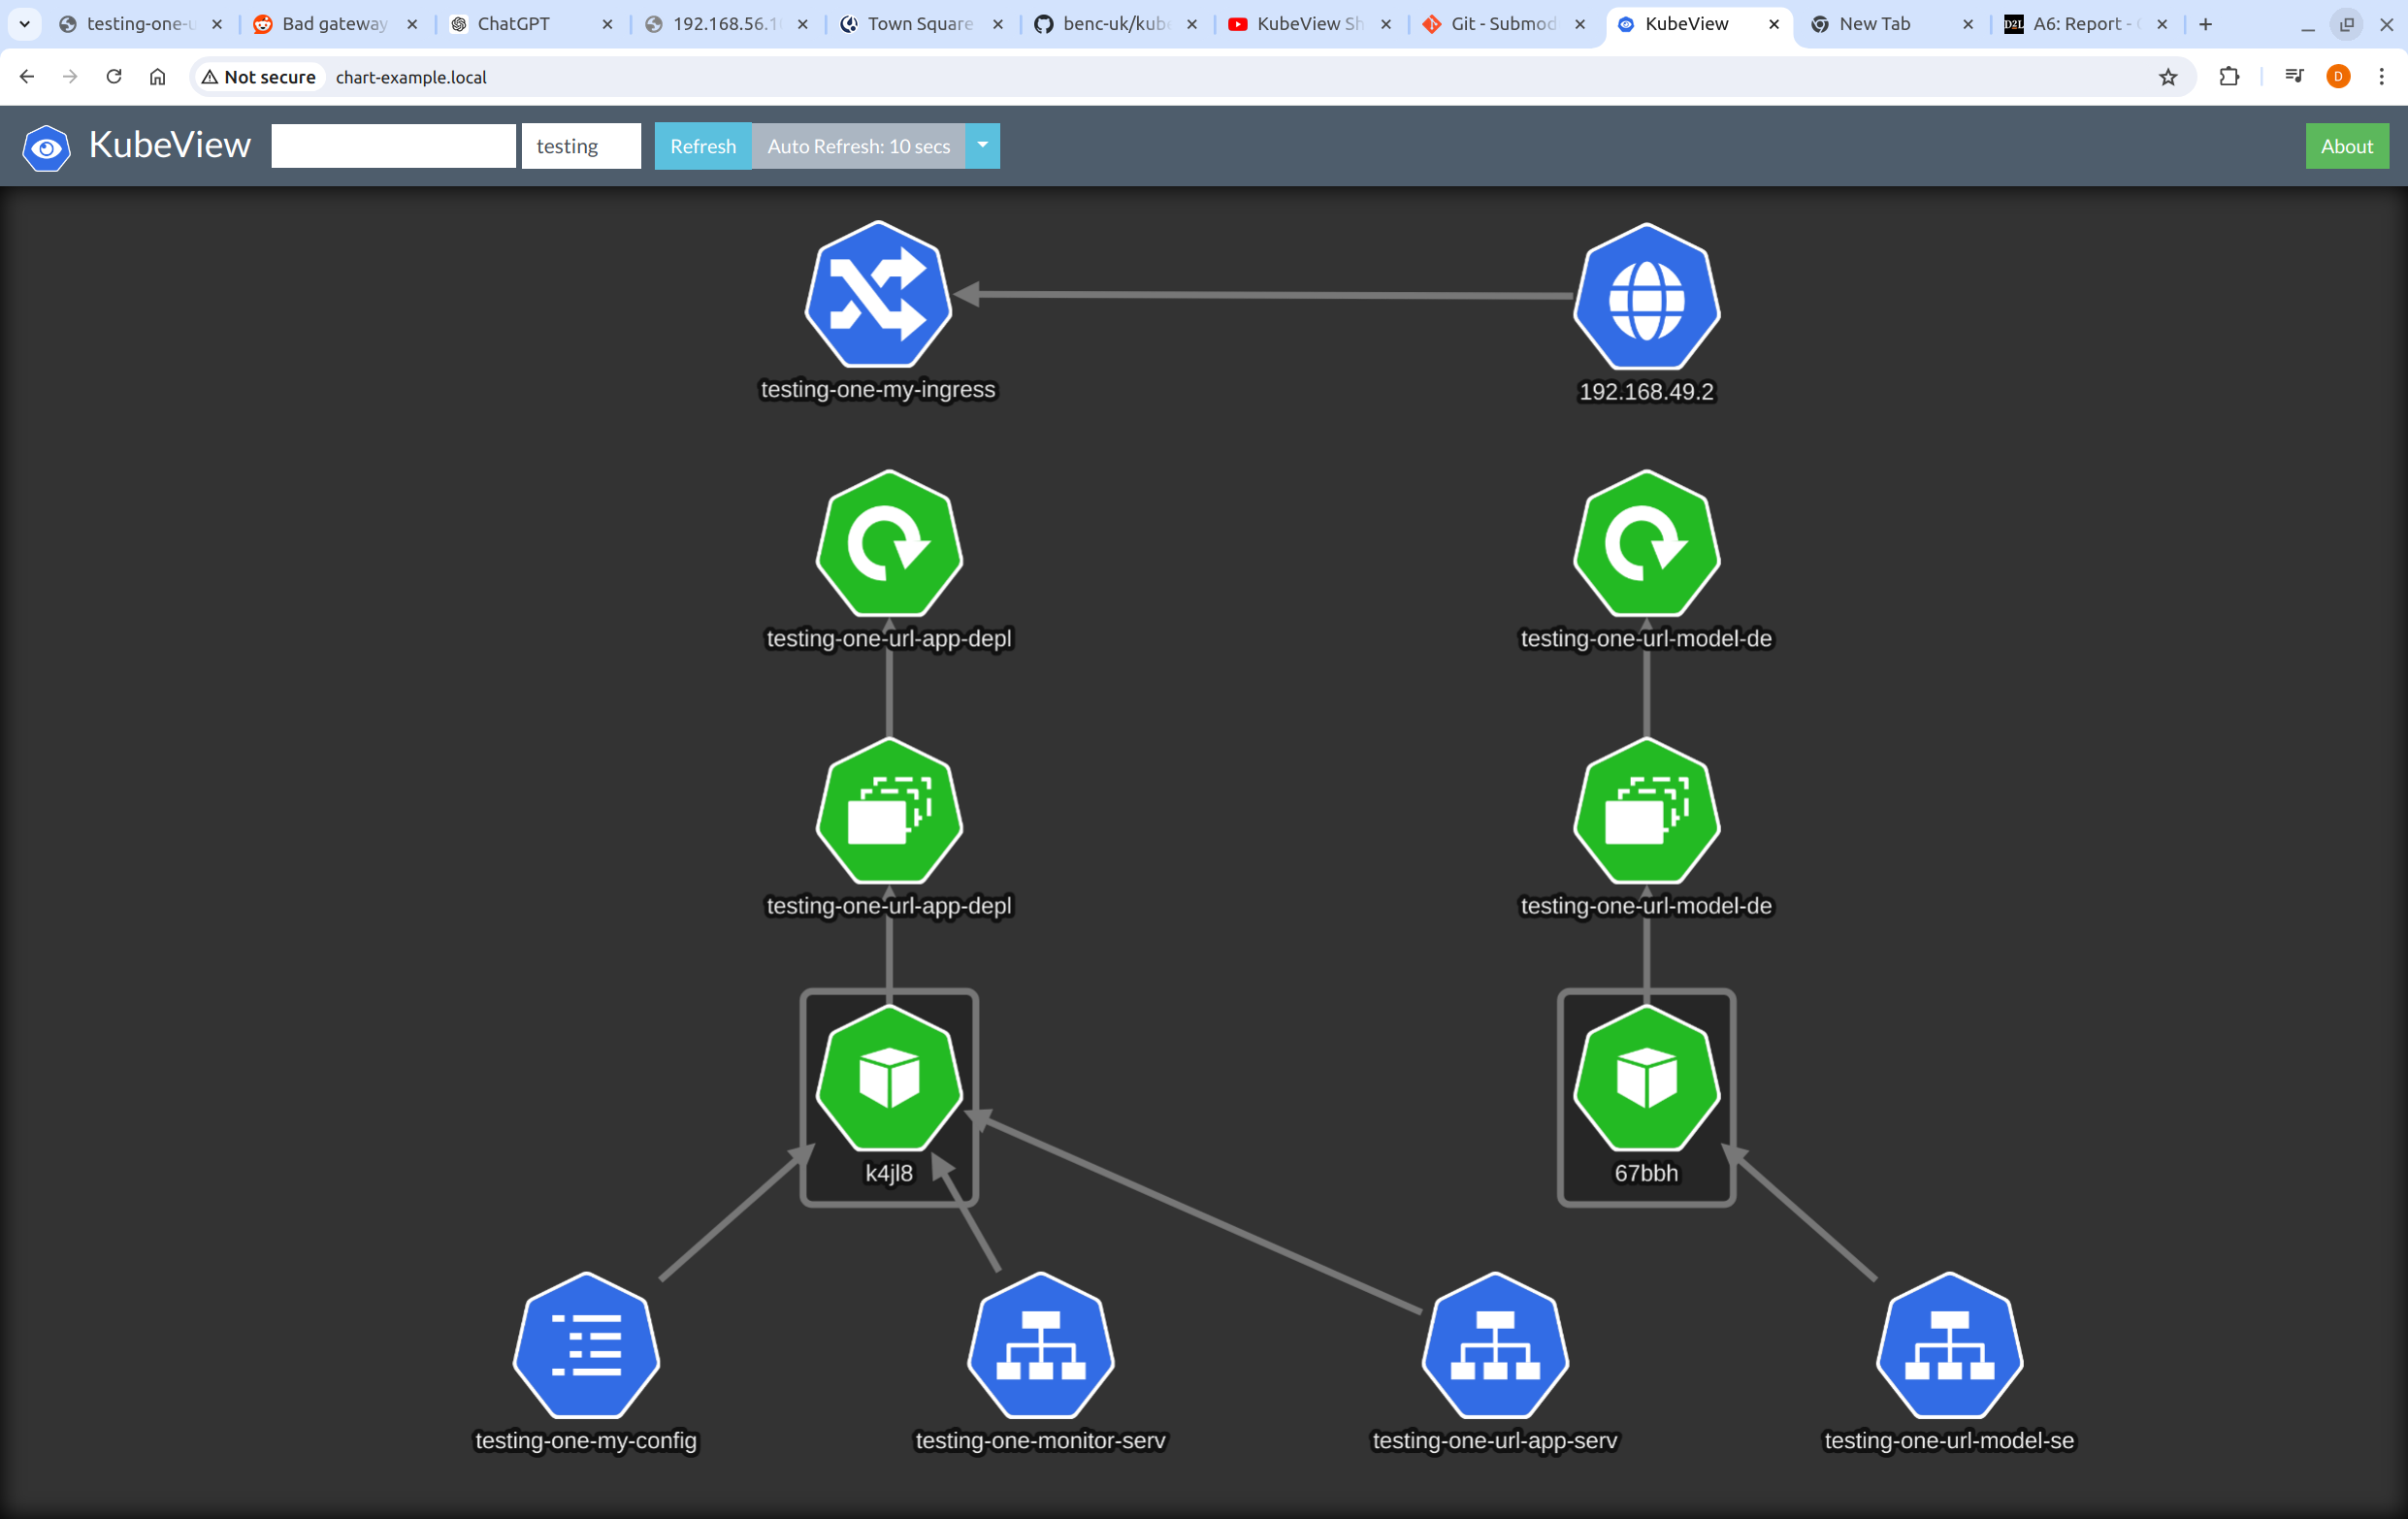 testing-one-u
Bad gateway
ChatGPT
192.168.56.1
Town Square
benc-uk/kube
KubeView Sh
Git - Submod
KubeView
New Tab
D2L
A6: Report -
Not secure
chart-example.local
D
KubeView
testing
Refresh
Auto Refresh: 10 secs
About
testing-one-my-ingress
192.168.49.2
testing-one-url-app-depl
testing-one-url-model-de
testing-one-url-app-depl
testing-one-url-model-de
k4jl8
67bbh
testing-one-my-config
testing-one-monitor-serv
testing-one-url-app-serv
testing-one-url-model-se